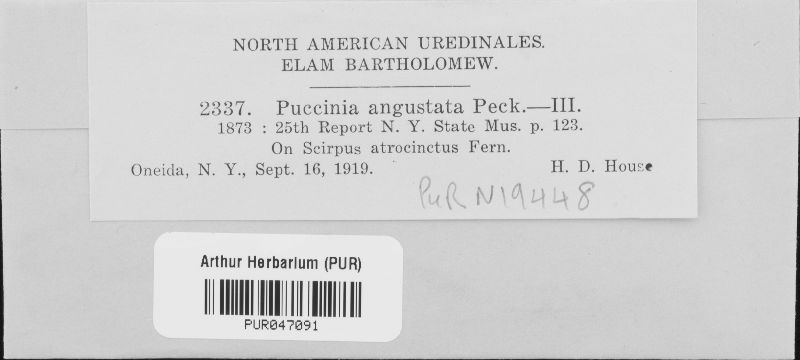 NORTH AMERICAN UREDINALES.
ELAM BARTHOLOMEW.
2337. Puccinia angustata Peck.—III.
1873 : 25th Report N. Y. State Mus. p. 123.
On Scirpus atrocinctus Fern.
Oneida, N. Y., Sept. 16, 1919. H. D. House
PUR N19448
Arthur Herbarium (PUR)
PUR047091